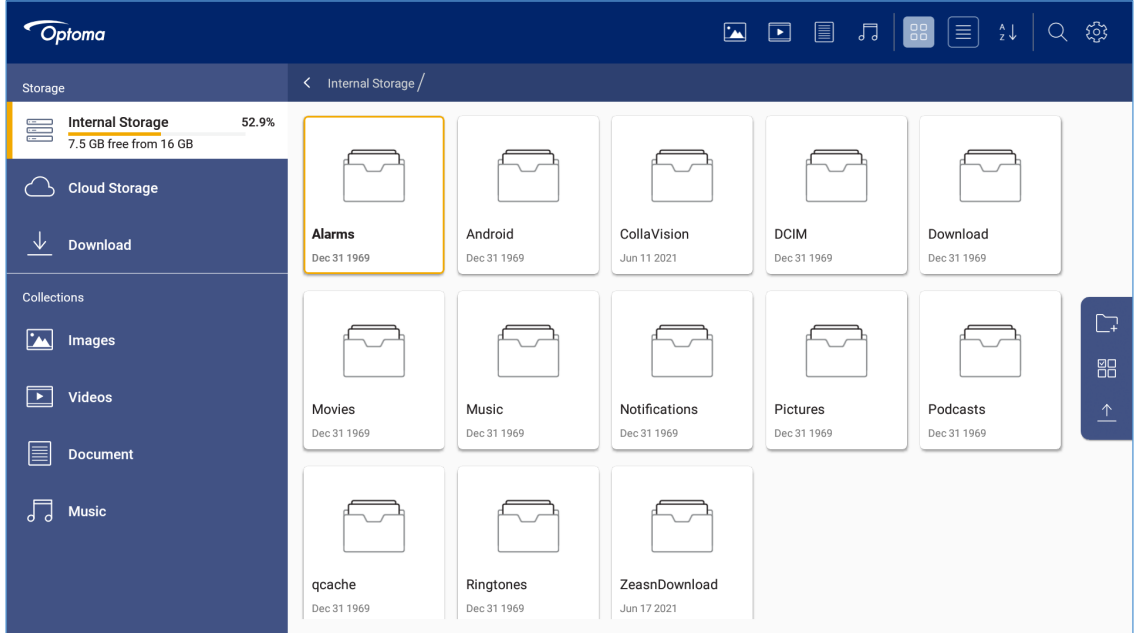 Optoma
A
Z
Storage
Internal Storage /
Internal Storage 52.9%
7.5 GB free from 16 GB
Cloud Storage
Download
Collections
Images
Videos
Document
Music
Alarms
Dec 31 1969
Android
Dec 31 1969
CollaVision
Jun 11 2021
DCIM
Dec 31 1969
Download
Dec 31 1969
Movies
Dec 31 1969
Music
Dec 31 1969
Notifications
Dec 31 1969
Pictures
Dec 31 1969
Podcasts
Dec 31 1969
qcache
Dec 31 1969
Ringtones
Dec 31 1969
ZeasnDownload
Jun 17 2021